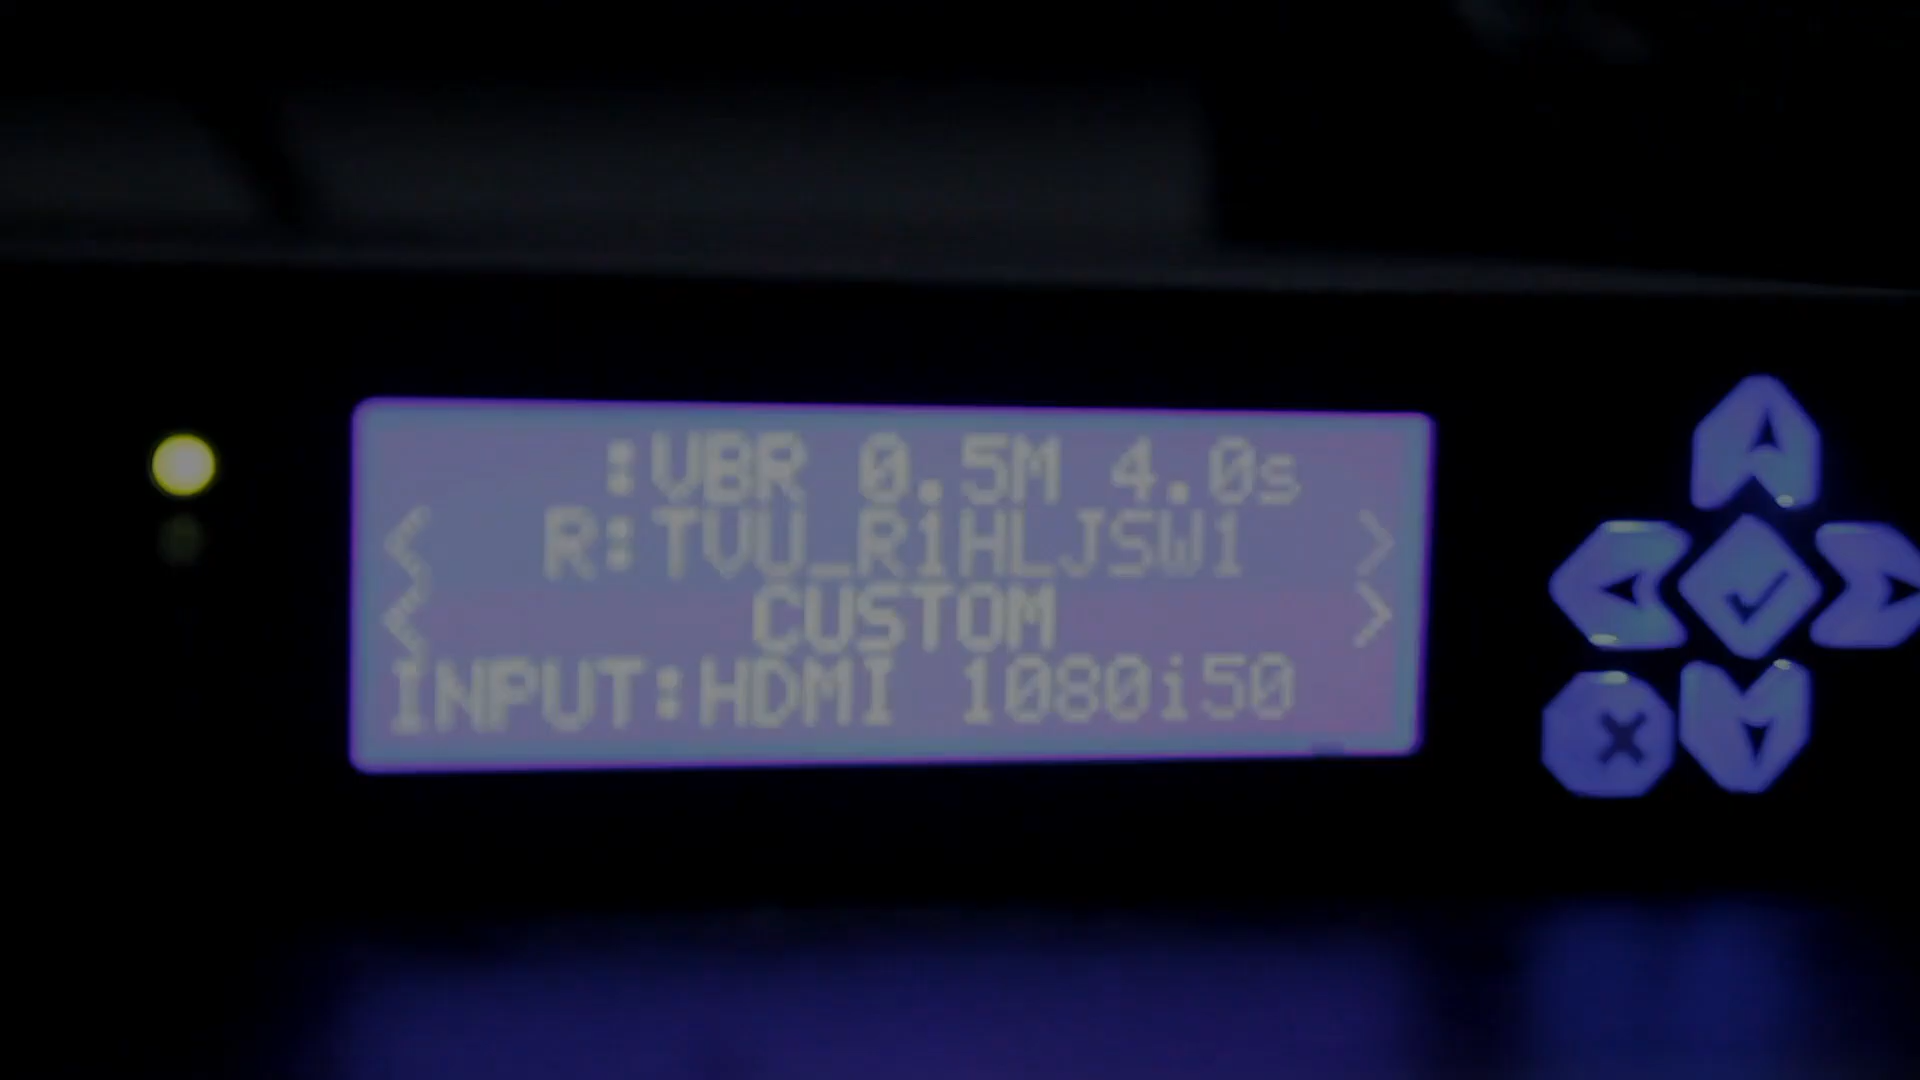 :VBR 0.5M 4.0s
< R:TVU_R1HLJSW1 >
< CUSTOM >
INPUT:HDMI 1080i50